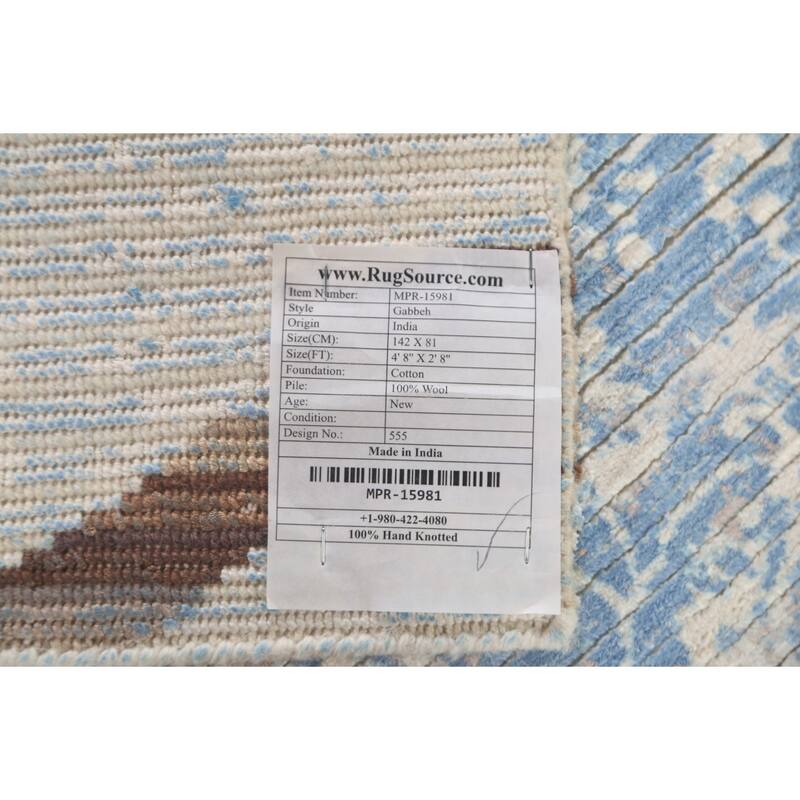 www.RugSource.com
Item Number: MPR-15981
Style Gabbeh
Origin India
Size(CM): 142 X 81
Size(FT): 4' 8" X 2' 8"
Foundation: Cotton
Pile: 100% Wool
Age: New
Condition:
Design No.: 555
Made in India
MPR-15981
+1-980-422-4080
100% Hand Knotted